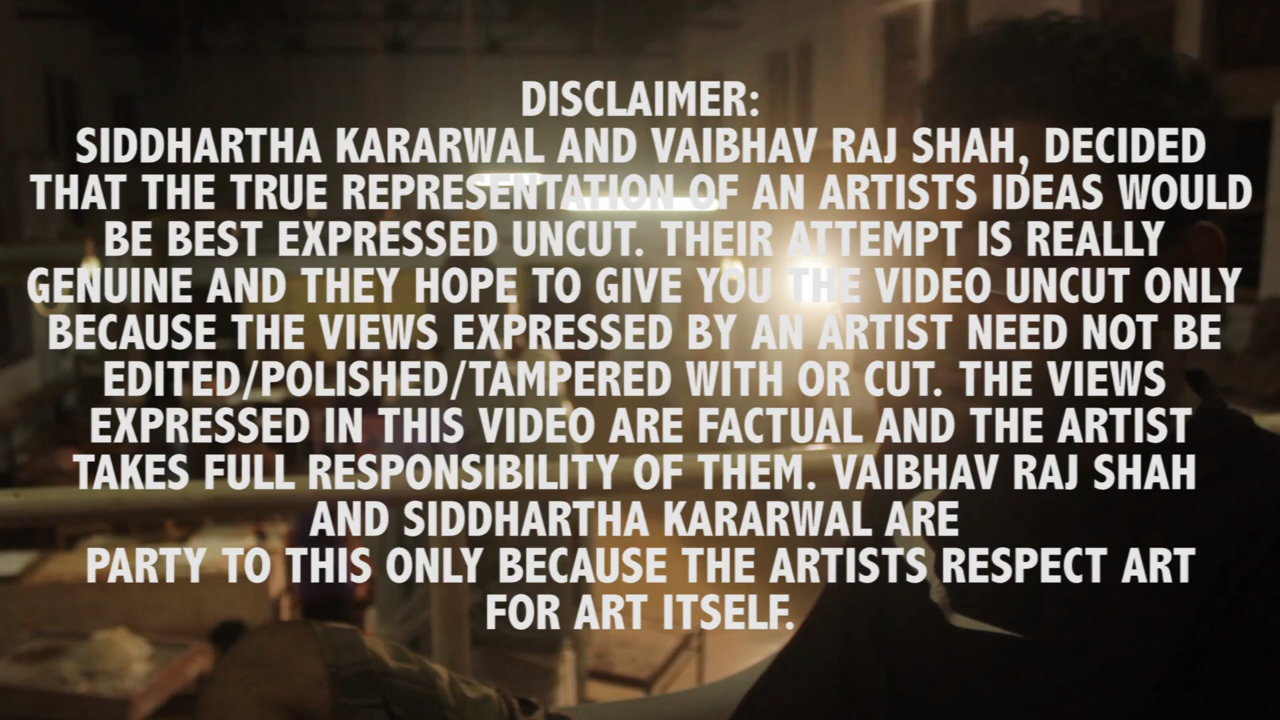 DISCLAIMER:
SIDDHARTHA KARARWAL AND VAIBHAV RAJ SHAH, DECIDED
THAT THE TRUE REPRESENTATION OF AN ARTISTS IDEAS WOULD
BE BEST EXPRESSED UNCUT. THEIR ATTEMPT IS REALLY
GENUINE AND THEY HOPE TO GIVE YOU THE VIDEO UNCUT ONLY
BECAUSE THE VIEWS EXPRESSED BY AN ARTIST NEED NOT BE
EDITED/POLISHED/TAMPERED WITH OR CUT. THE VIEWS
EXPRESSED IN THIS VIDEO ARE FACTUAL AND THE ARTIST
TAKES FULL RESPONSIBILITY OF THEM. VAIBHAV RAJ SHAH
AND SIDDHARTHA KARARWAL ARE
PARTY TO THIS ONLY BECAUSE THE ARTISTS RESPECT ART
FOR ART ITSELF.